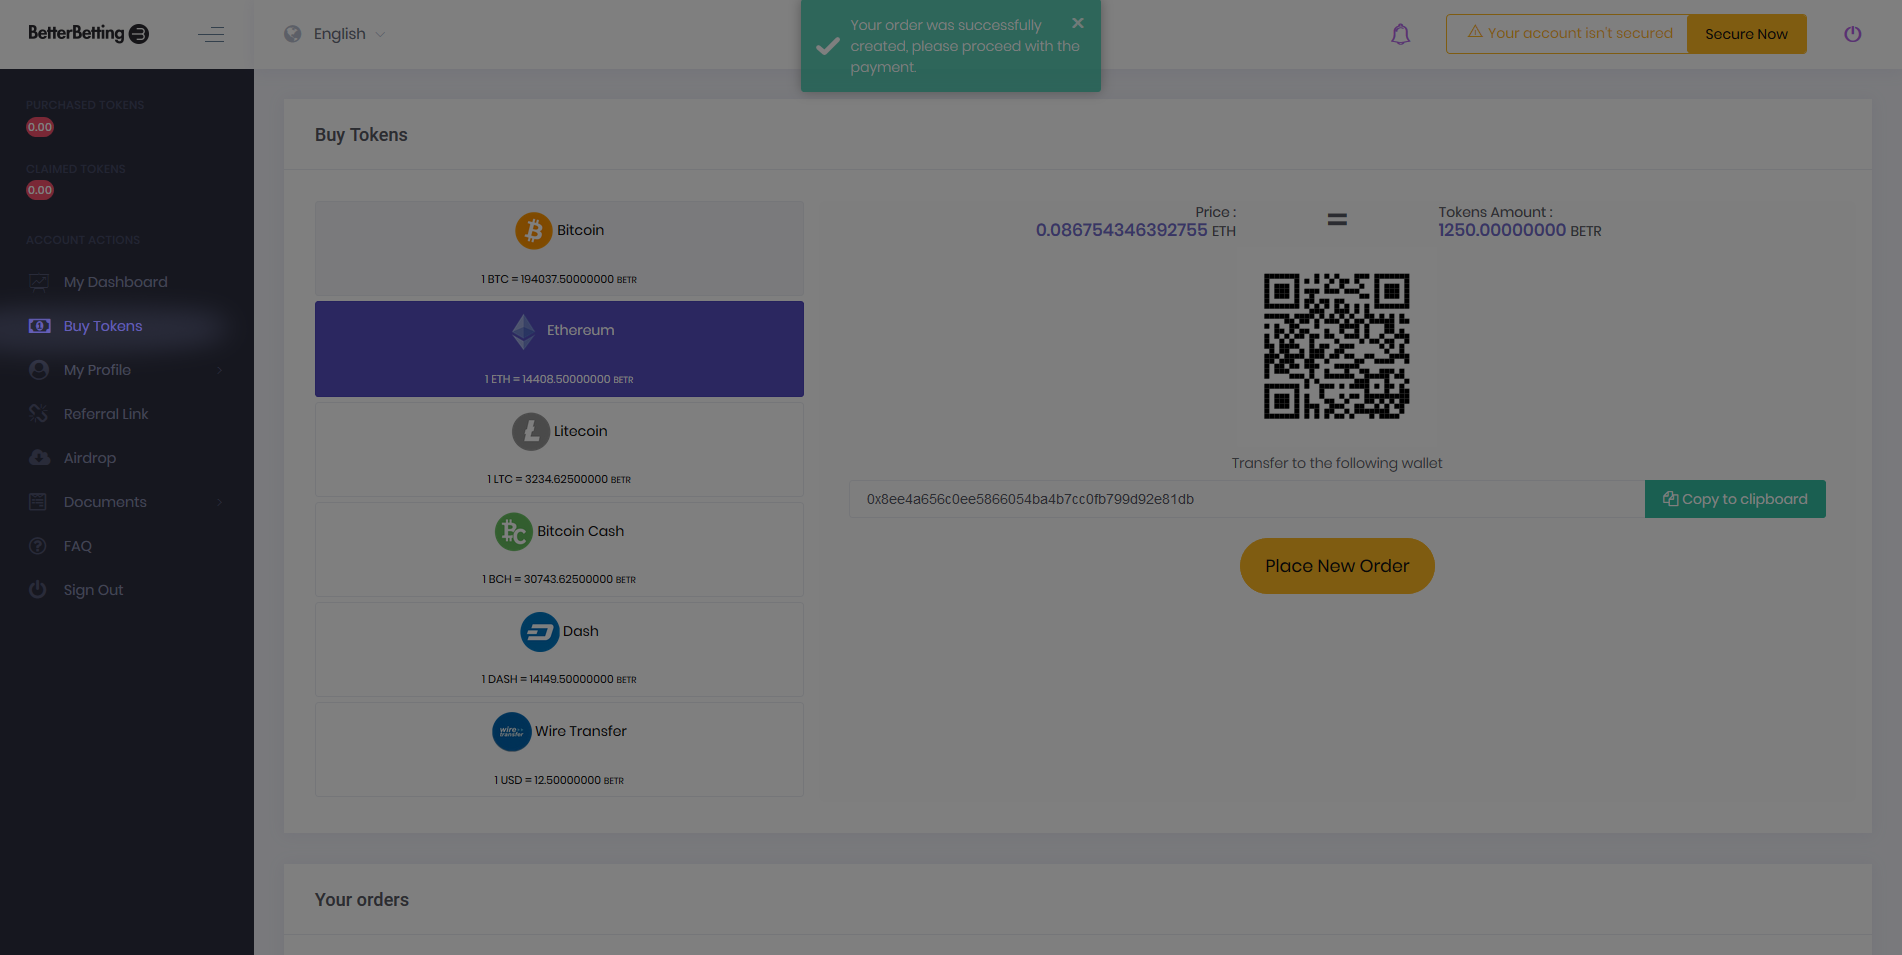 BetterBetting
English
Your order was successfully
created, please proceed with the
payment.
Your account isn't secured
Secure Now
PURCHASED TOKENS
0.00
CLAIMED TOKENS
0.00
ACCOUNT ACTIONS
My Dashboard
Buy Tokens
My Profile
Referral Link
Airdrop
Documents
FAQ
Sign Out
Buy Tokens
Bitcoin
1 BTC = 194037.50000000 BETR
Ethereum
1 ETH = 14408.50000000 BETR
Litecoin
1 LTC = 3234.62500000 BETR
Bitcoin Cash
1 BCH = 30743.62500000 BETR
Dash
1 DASH = 14149.50000000 BETR
wire
transfer
Wire Transfer
1 USD = 12.50000000 BETR
Price :
0.086754346392755 ETH
=
Tokens Amount :
1250.00000000 BETR
Transfer to the following wallet
0x8ee4a656c0ee5866054ba4b7cc0fb799d92e81db
Copy to clipboard
Place New Order
Your orders